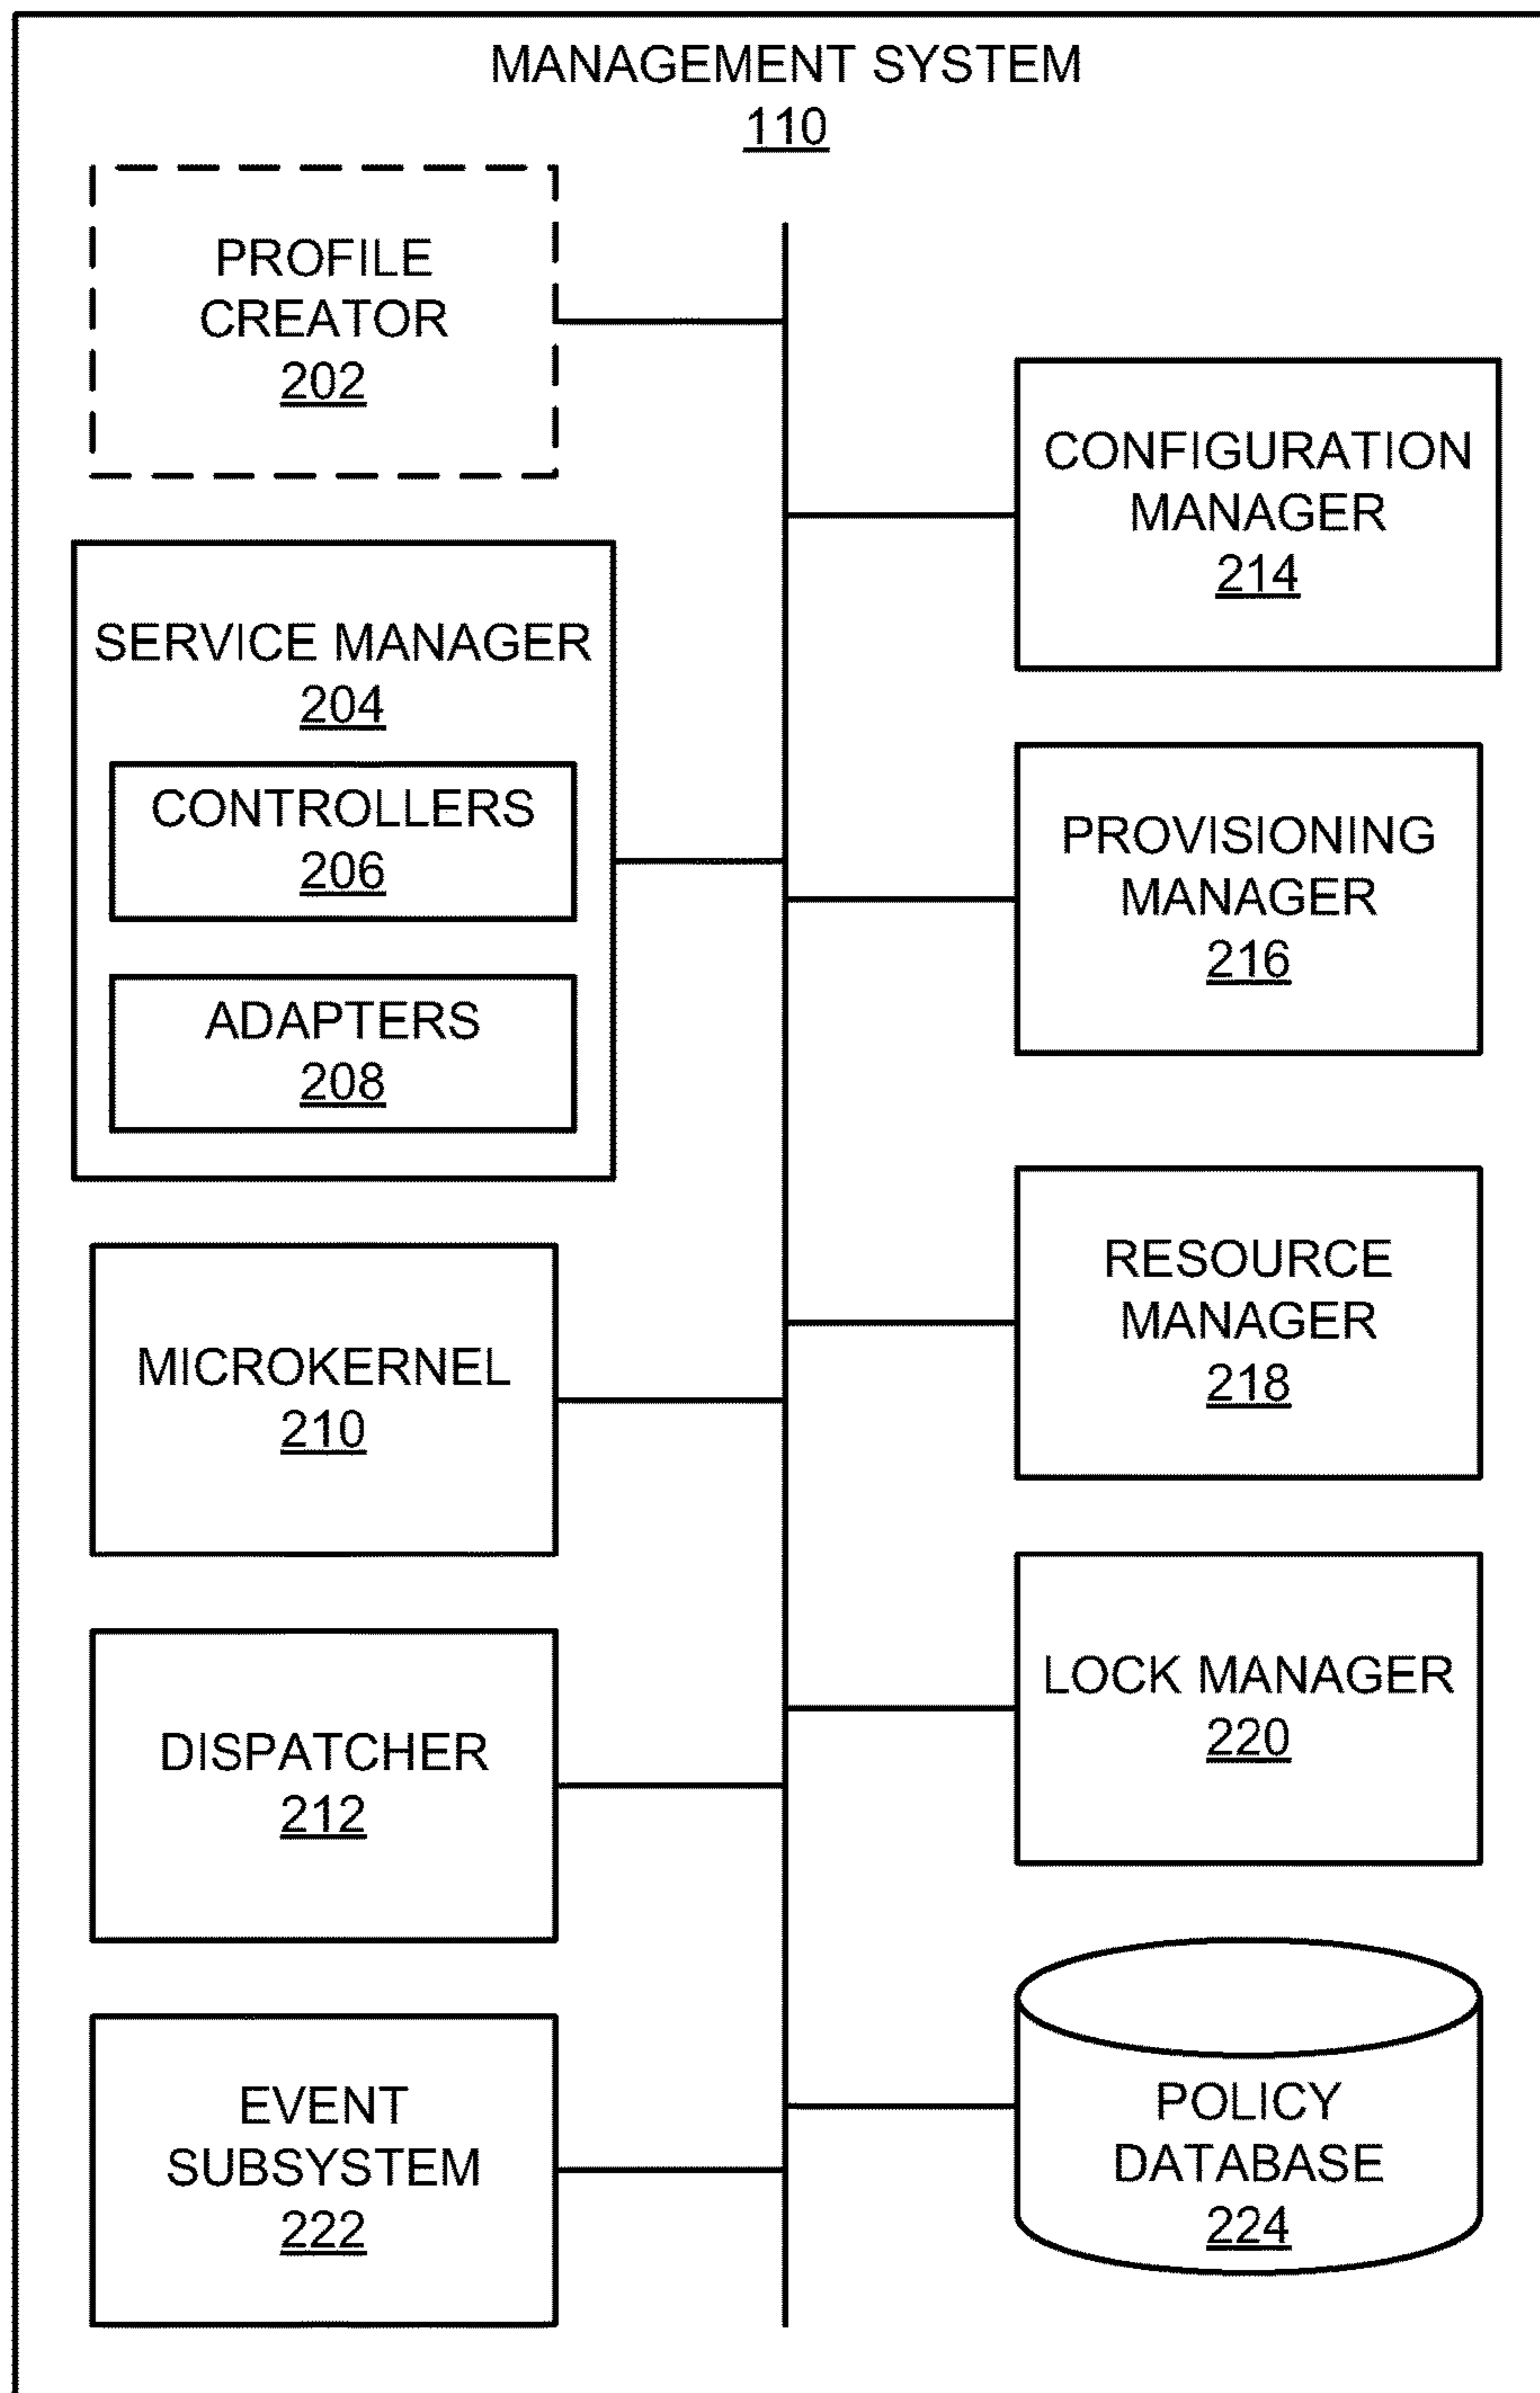 MANAGEMENT SYSTEM
110
PROFILE
CREATOR
202
SERVICE MANAGER
204
CONTROLLERS
206
ADAPTERS
208
MICROKERNEL
210
DISPATCHER
212
EVENT
SUBSYSTEM
222
CONFIGURATION
MANAGER
214
PROVISIONING
MANAGER
216
RESOURCE
MANAGER
218
LOCK MANAGER
220
POLICY
DATABASE
224